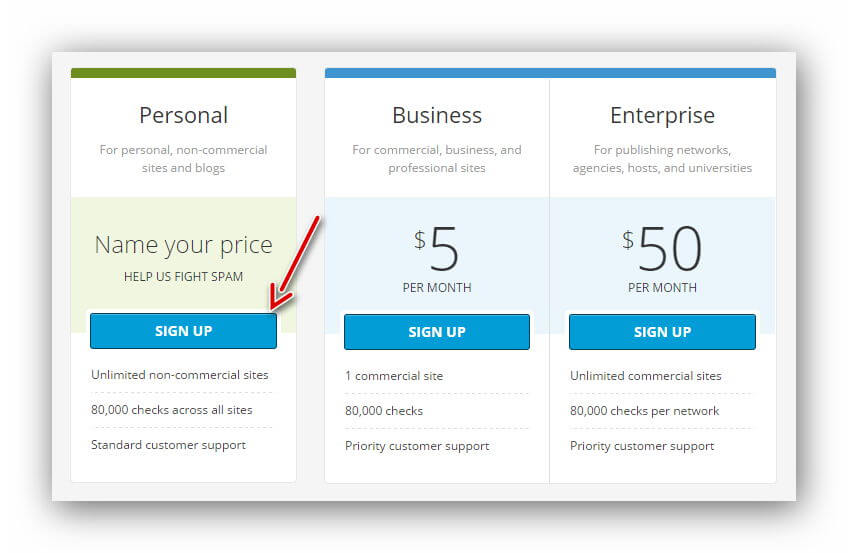 Personal
For personal, non-commercial
sites and blogs
Name your price
HELP US FIGHT SPAM
SIGN UP
Unlimited non-commercial sites
80,000 checks across all sites
Standard customer support
Business
For commercial, business, and
professional sites
$5
PER MONTH
SIGN UP
1 commercial site
80,000 checks
Priority customer support
Enterprise
For publishing networks,
agencies, hosts, and universities
$50
PER MONTH
SIGN UP
Unlimited commercial sites
80,000 checks per network
Priority customer support